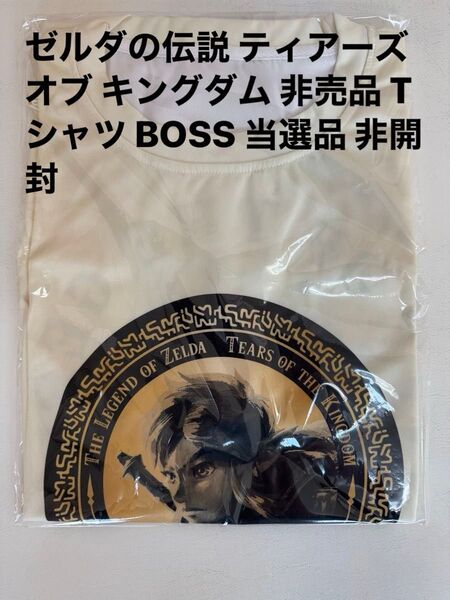 ゼルダの伝説 ティアーズ
オブ キングダム 非売品 T
シャツ BOSS 当選品 非開
封
THE LEGEND OF ZELDA TEARS OF THE KINGDOM